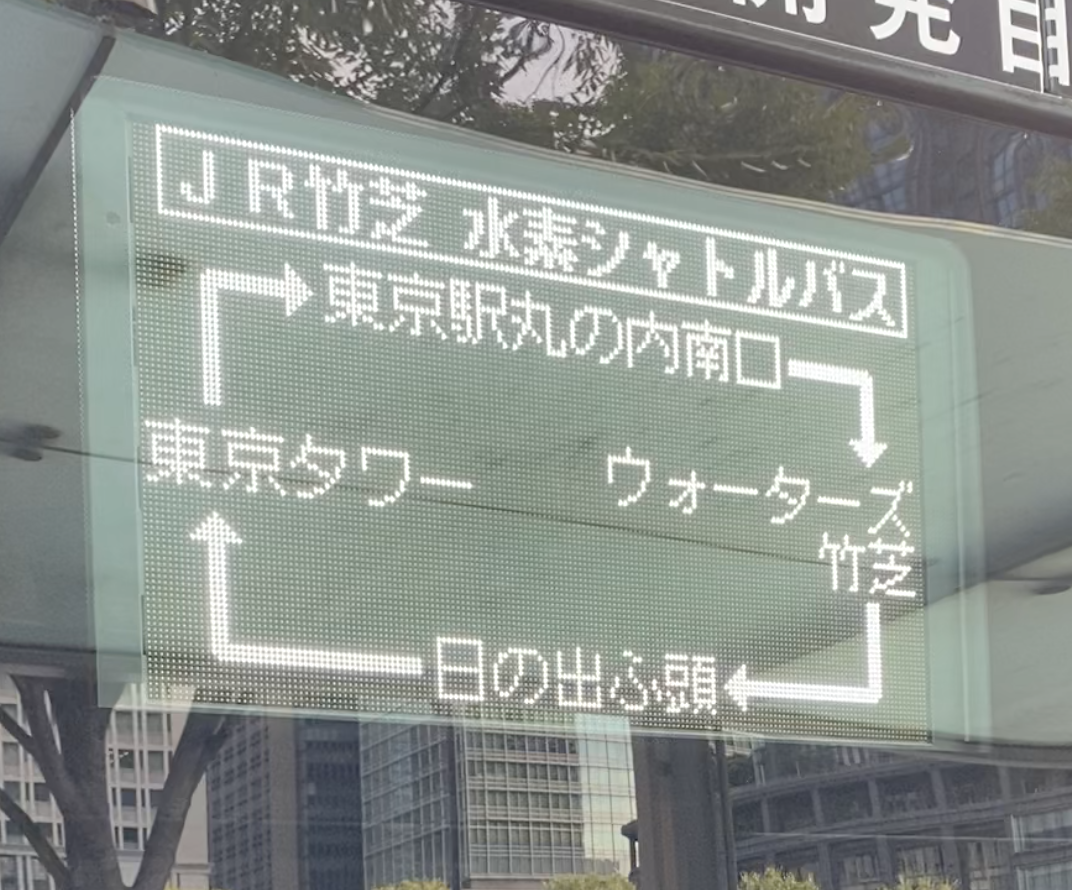 発
JR竹芝 水素シャトルバス
東京駅丸の内南口
東京タワー
ウォーターズ
竹芝
日の出ふ頭